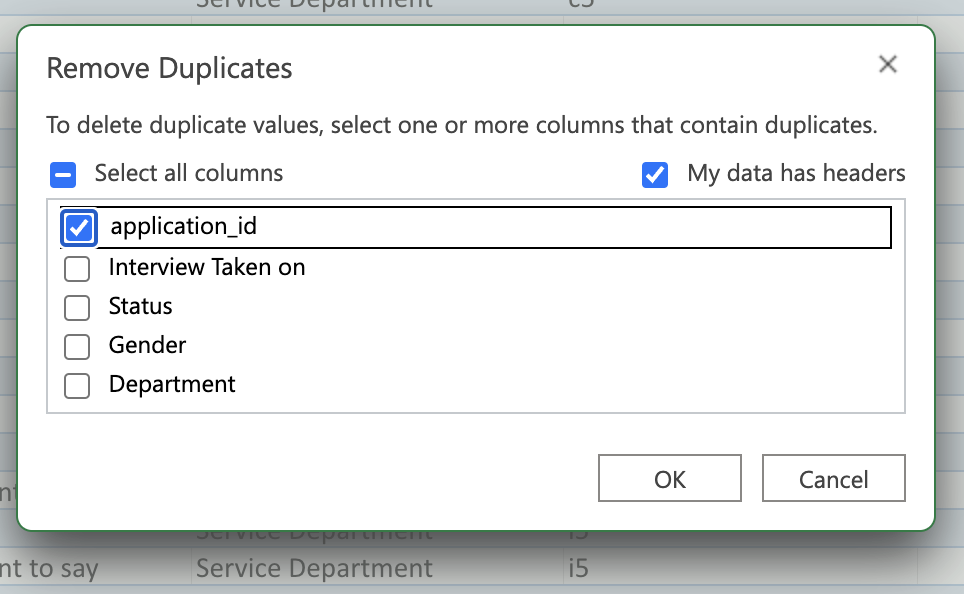 Service Department c5
Remove Duplicates
To delete duplicate values, select one or more columns that contain duplicates.
Select all columns My data has headers
application_id
Interview Taken on
Status
Gender
Department
OK Cancel
Service Department i5
nt to say Service Department i5